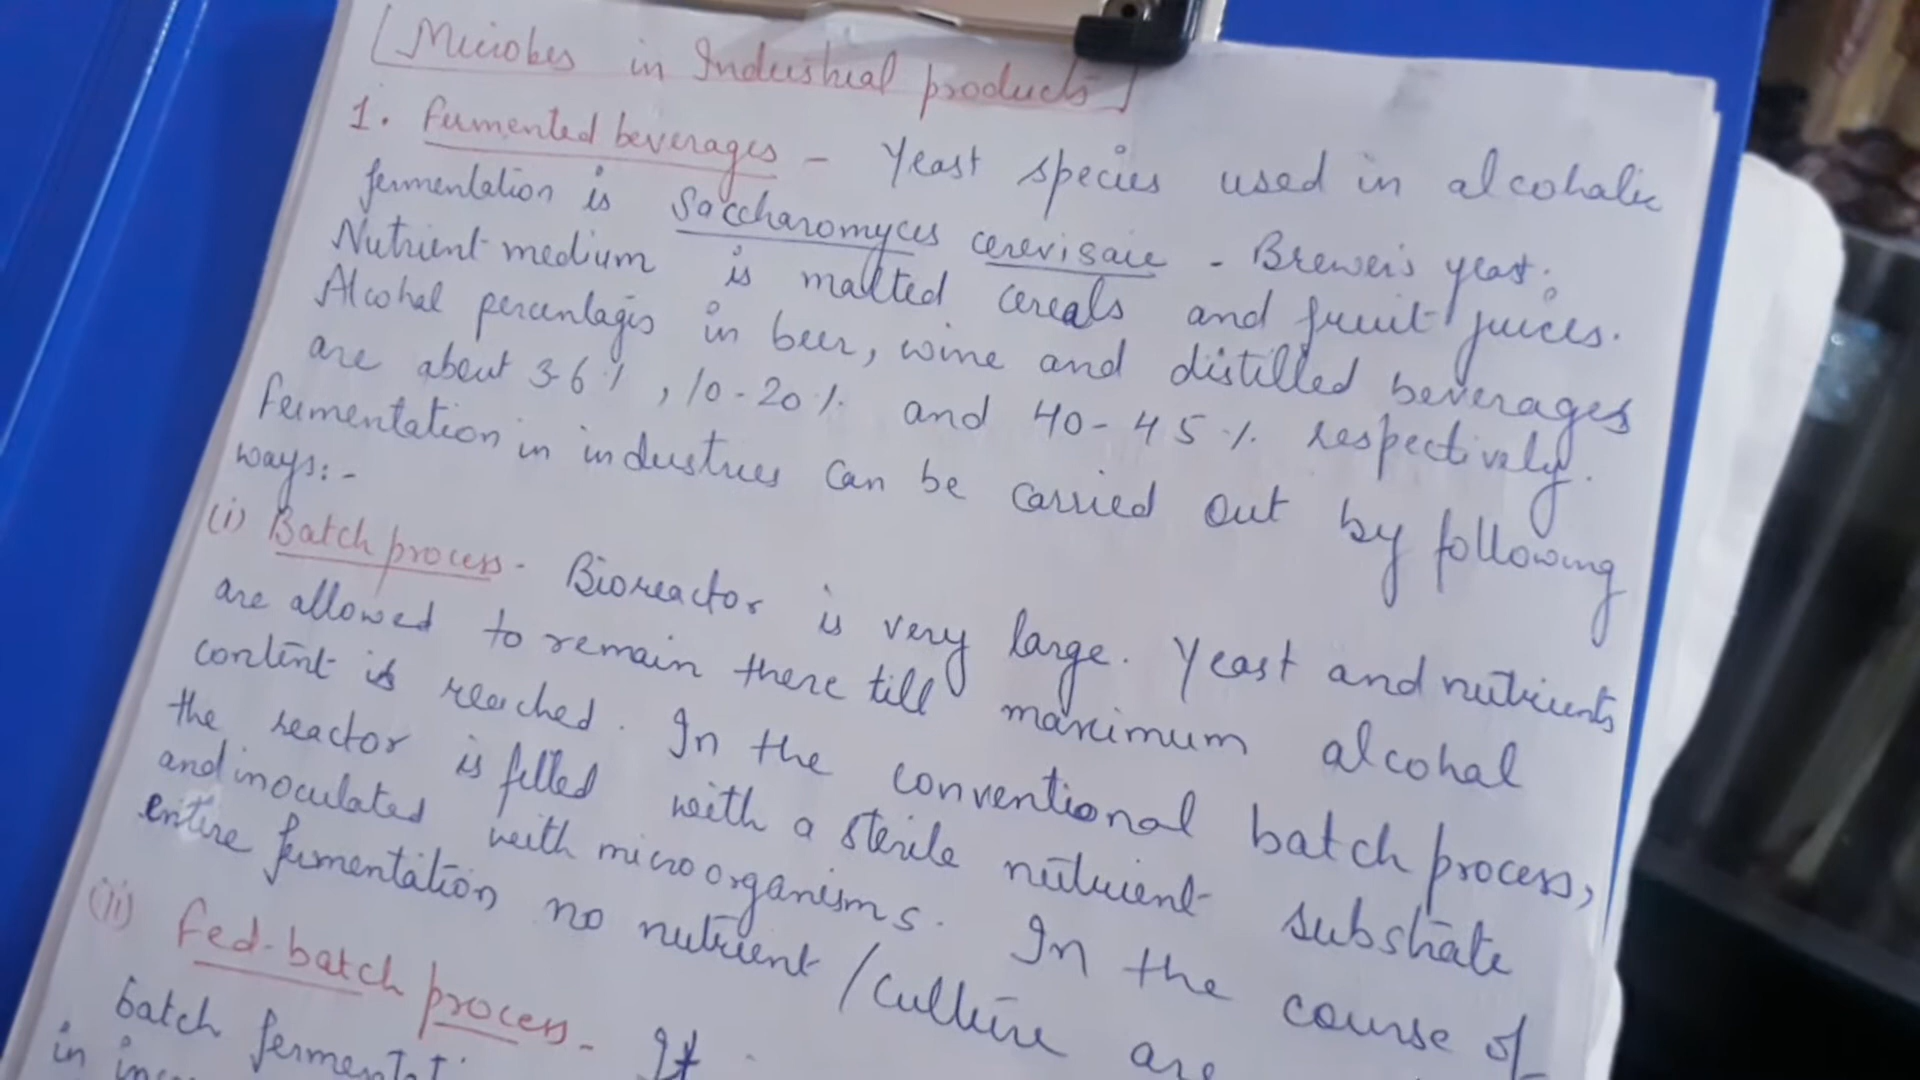 Microbes in Industrial products
1. Fermented beverages - Yeast species used in alcoholic
fermentation is Saccharomyces cerevisaie - Brewer's yeast.
Nutrient medium is malted cereals and fruit juices.
Alcohal percentages in beer, wine and distilled beverages
are about 3-6%, 10-20% and 40-45% respectively.
Fermentation in industries can be carried out by following
ways:-
(i) Batch process - Bioreactor is very large. Yeast and nutrients
are allowed to remain there till maximum alcohal
content is reached. In the conventional batch process,
the reactor is filled with a sterile nutrient substrate
and inoculated with microorganisms. In the course of
entire fermentation no nutrient/culture are
(ii) Fed-batch process - It
batch
in